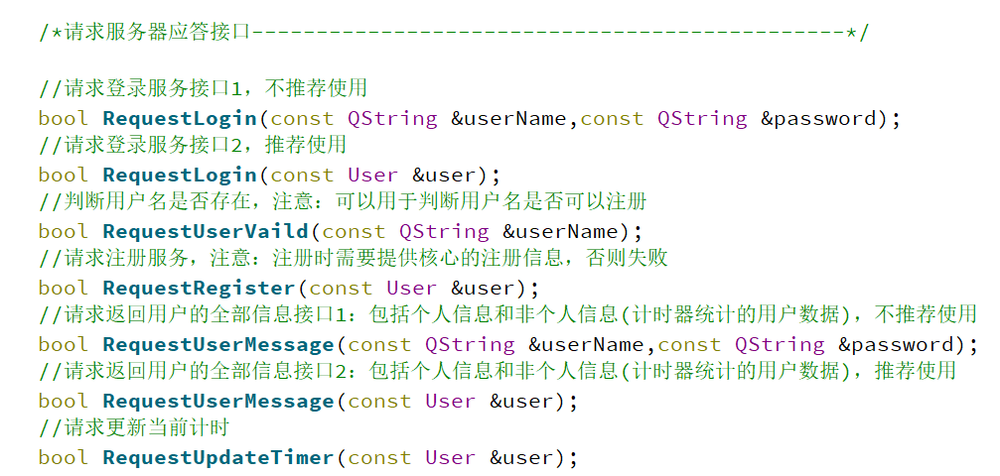 /*请求服务器应答接口----------------------------------------------*/
//请求登录服务接口1，不推荐使用
bool RequestLogin(const QString &userName,const QString &password);
//请求登录服务接口2，推荐使用
bool RequestLogin(const User &user);
//判断用户名是否存在，注意：可以用于判断用户名是否可以注册
bool RequestUserVaild(const QString &userName);
//请求注册服务，注意：注册时需要提供核心的注册信息，否则失败
bool RequestRegister(const User &user);
//请求返回用户的全部信息接口1：包括个人信息和非个人信息(计时器统计的用户数据)，不推荐使用
bool RequestUserMessage(const QString &userName,const QString &password);
//请求返回用户的全部信息接口2：包括个人信息和非个人信息(计时器统计的用户数据)，推荐使用
bool RequestUserMessage(const User &user);
//请求更新当前计时
bool RequestUpdateTimer(const User &user);